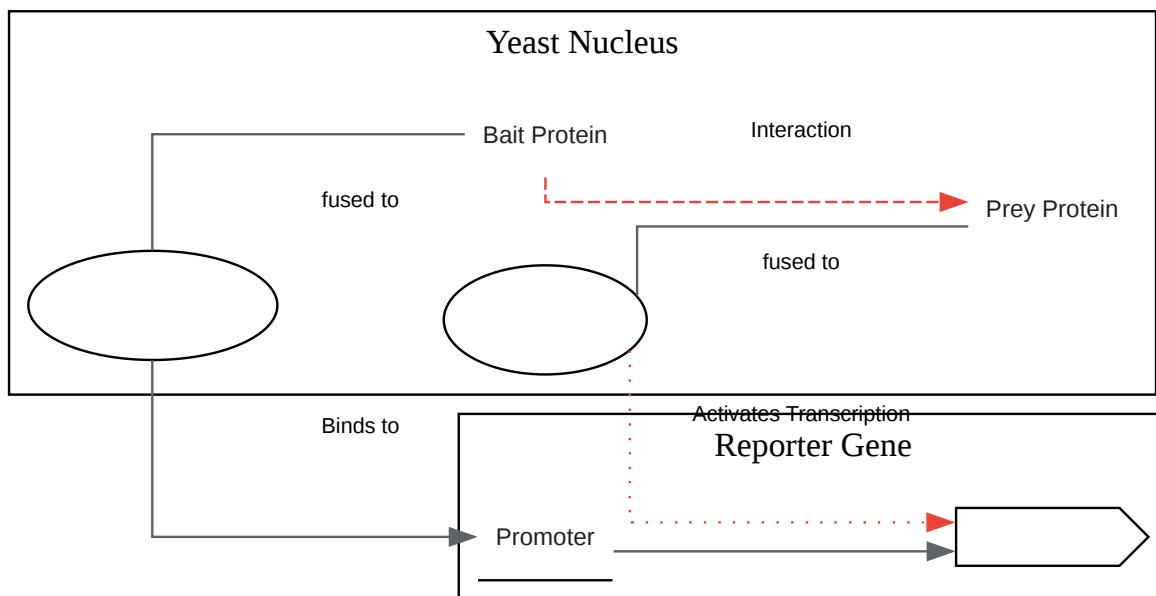 Yeast Nucleus
Bait Protein
Interaction
fused to
Prey Protein
fused to
Binds to
Activates Transcription
Reporter Gene
Promoter